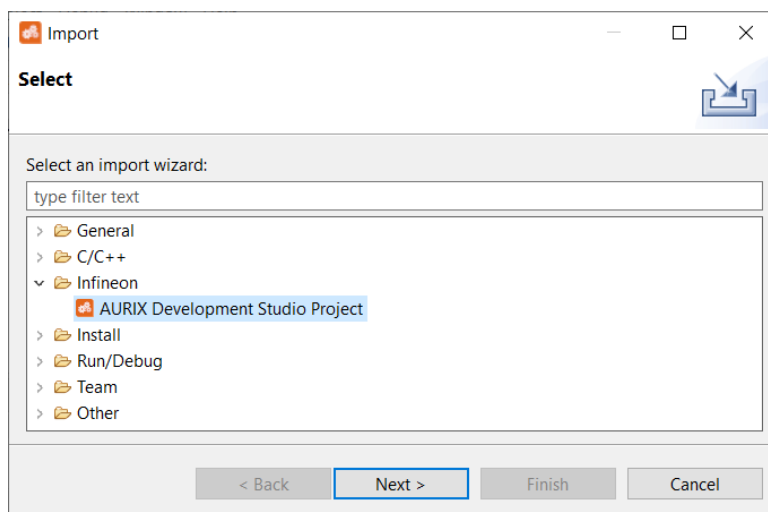 Import
Select
Select an import wizard:
type filter text
General
C/C++
Infineon
AURIX Development Studio Project
Install
Run/Debug
Team
Other
< Back Next > Finish Cancel